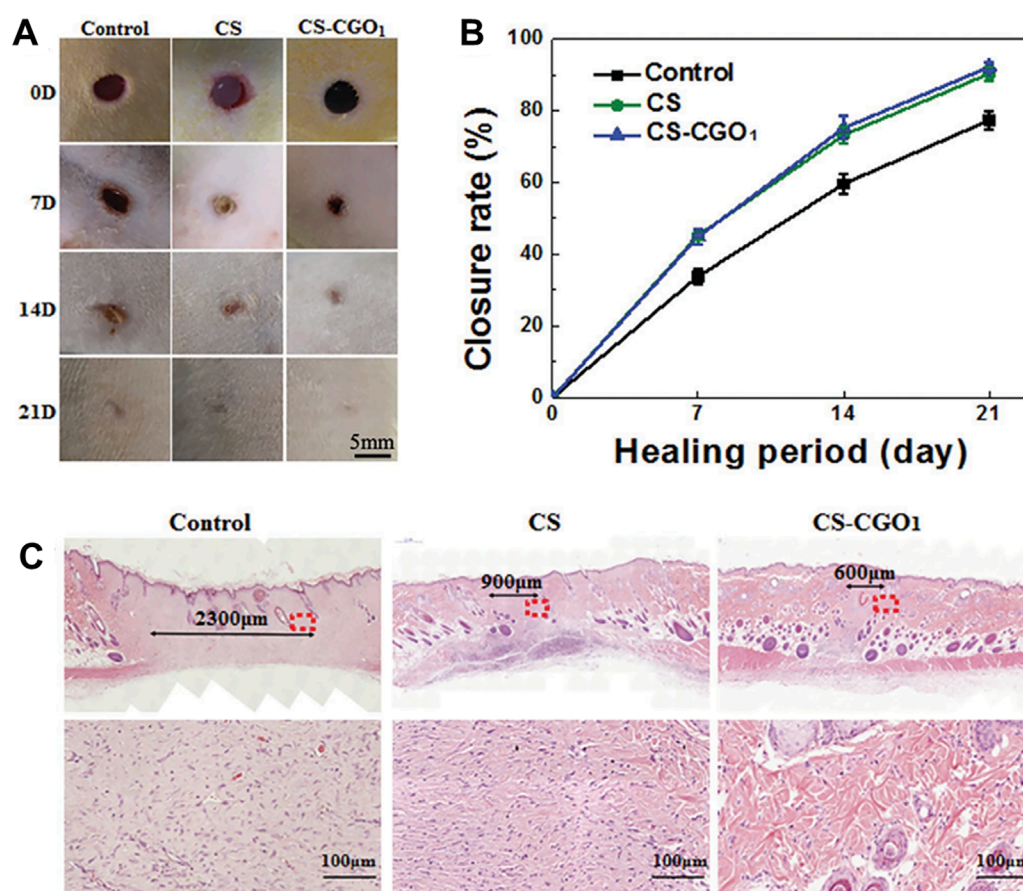 A
Control CS CS-CGO₁
0D
7D
14D
21D
5mm
B
Closure rate (%)
100
80
60
40
20
0
Control
CS
CS-CGO₁
0 7 14 21
Healing period (day)
C
Control CS CS-CGO1
2300μm
900μm
600μm
100μm 100μm 100μm